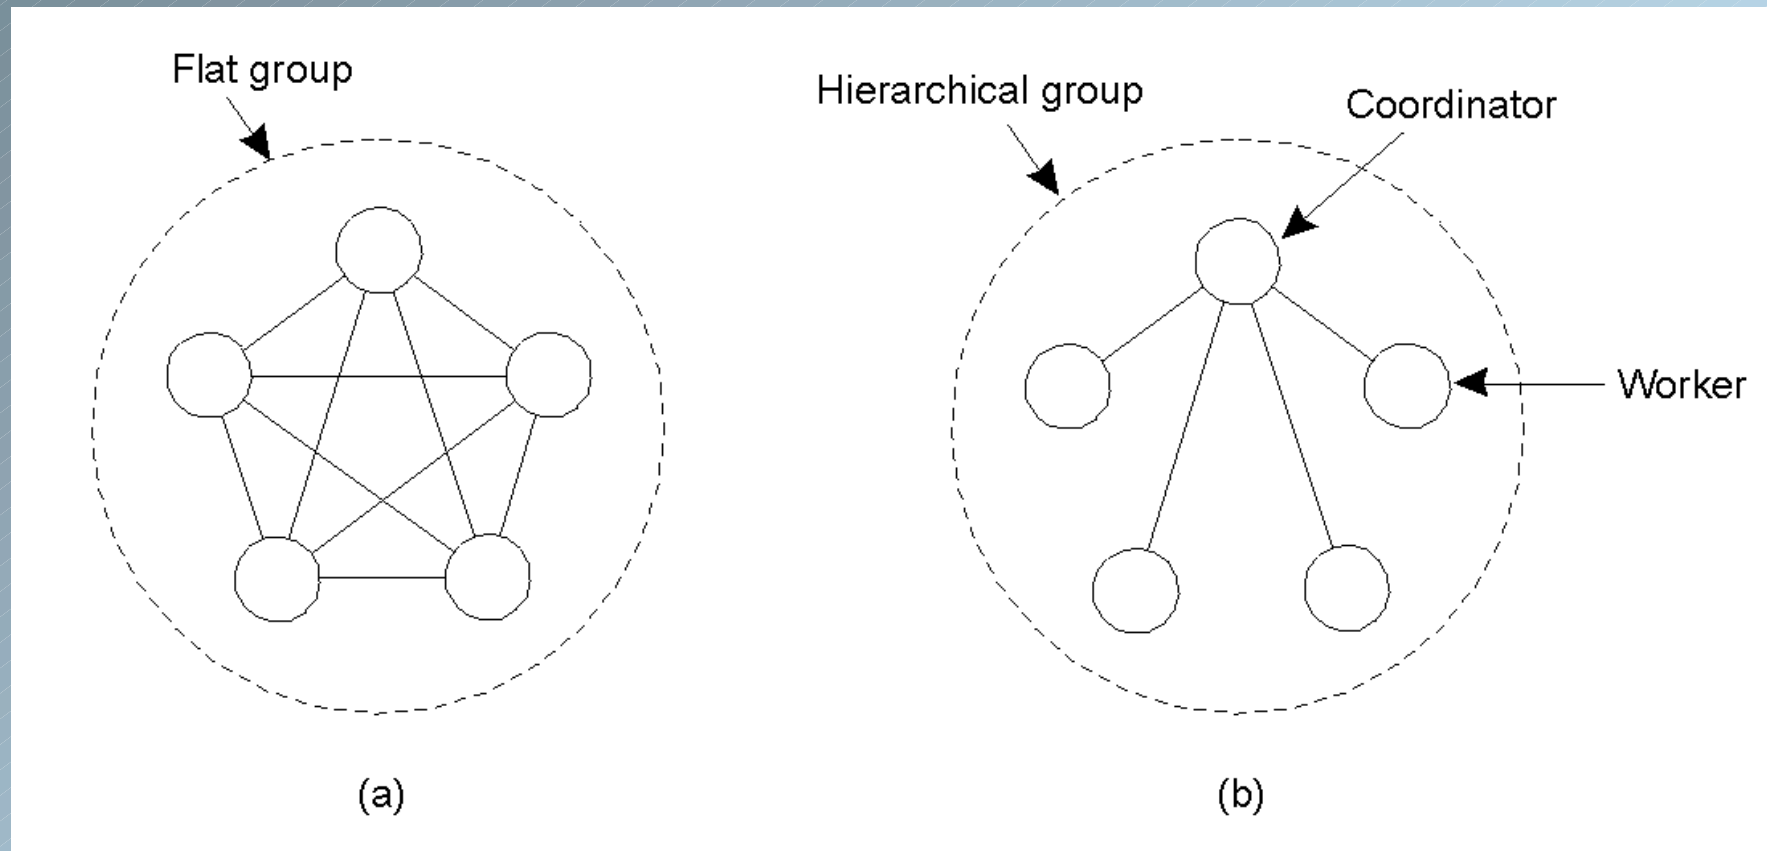 Flat group
Hierarchical group
Coordinator
Worker
(a)
(b)